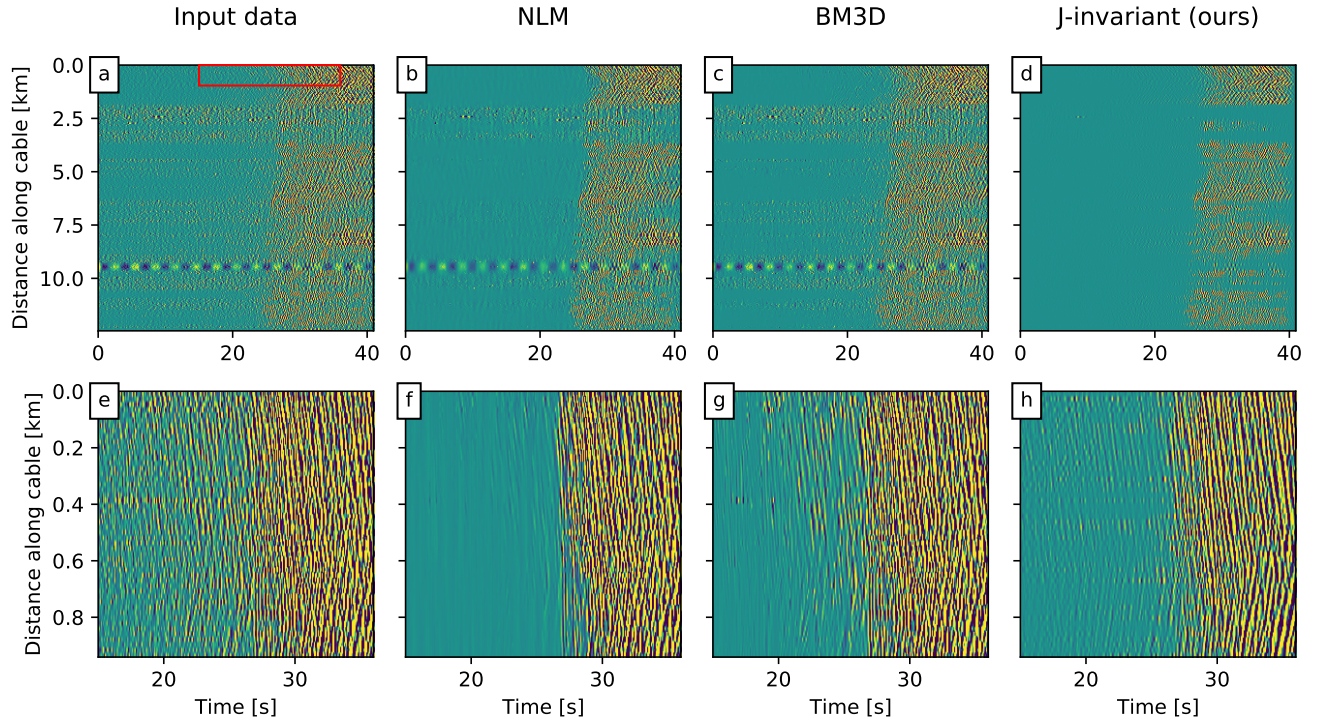 Input data NLM BM3D J-invariant (ours)
a b c d
Distance along cable [km]
0.0
2.5
5.0
7.5
10.0
0 20 40 0 20 40 0 20 40 0 20 40
e f g h
Distance along cable [km]
0.0
0.2
0.4
0.6
0.8
20 30 20 30 20 30 20 30
Time [s] Time [s] Time [s] Time [s]